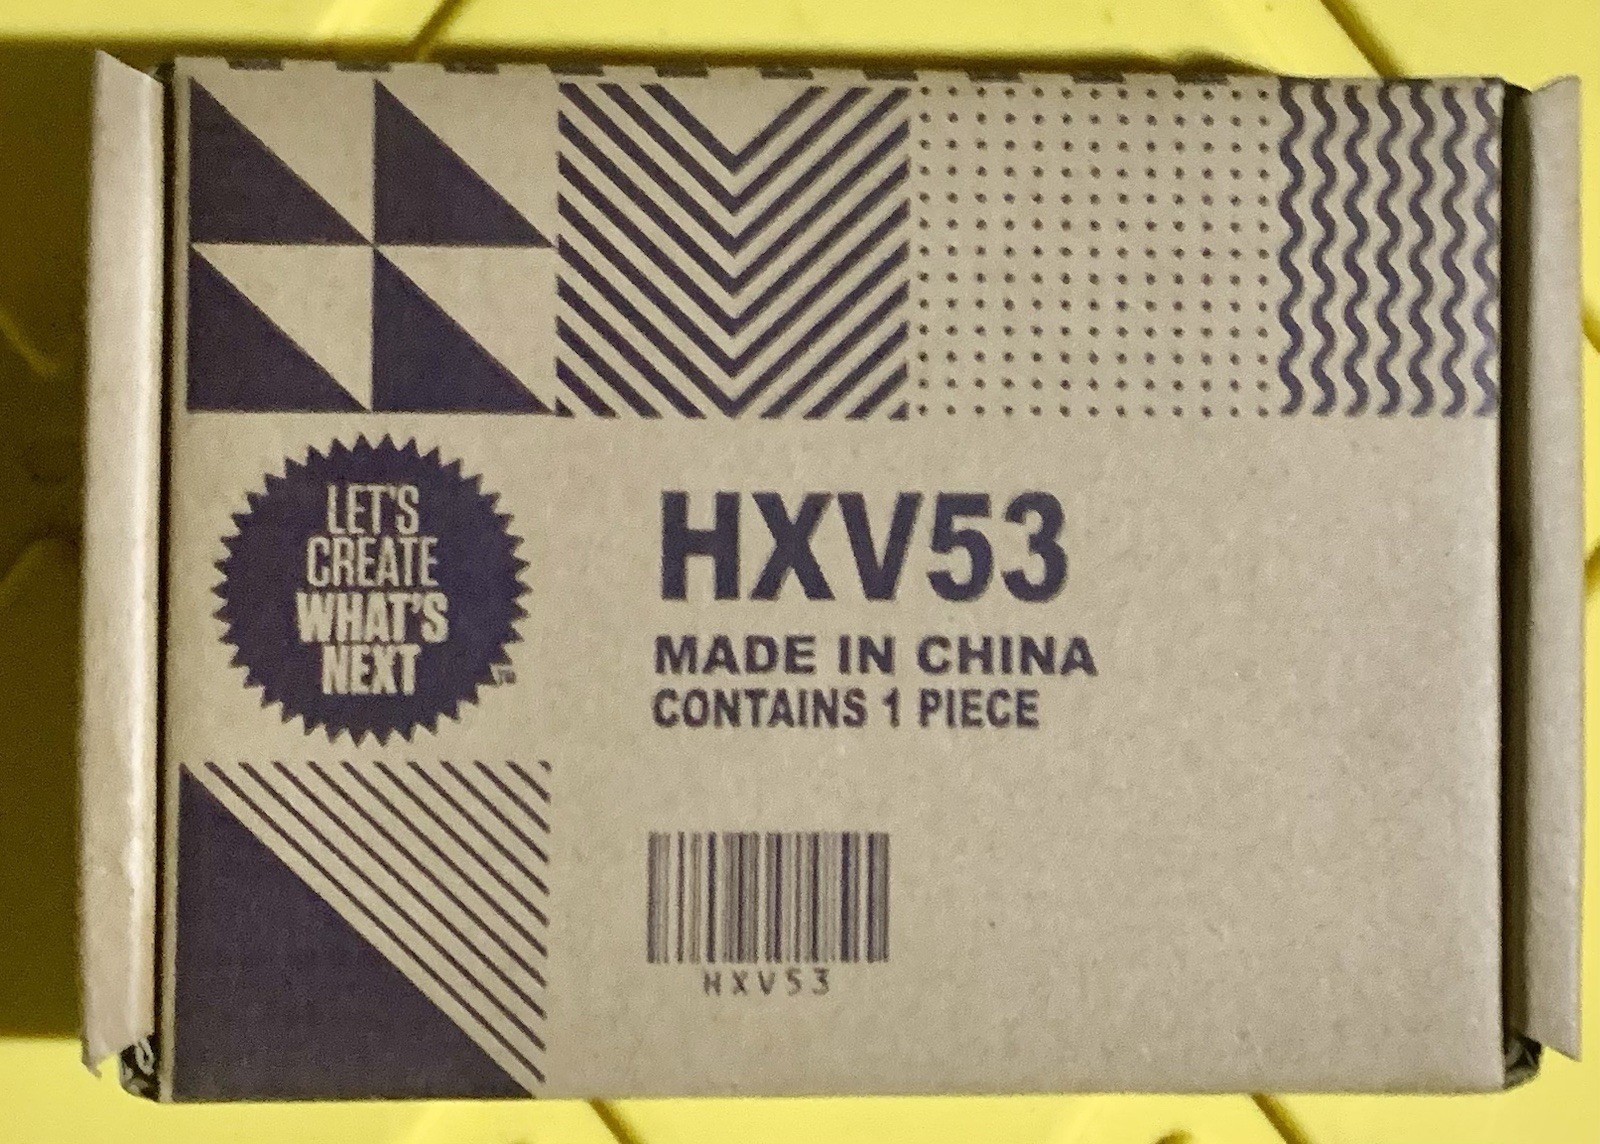 LET'S
CREATE
WHAT'S
NEXT
TM
HXV53
MADE IN CHINA
CONTAINS 1 PIECE
HXV53